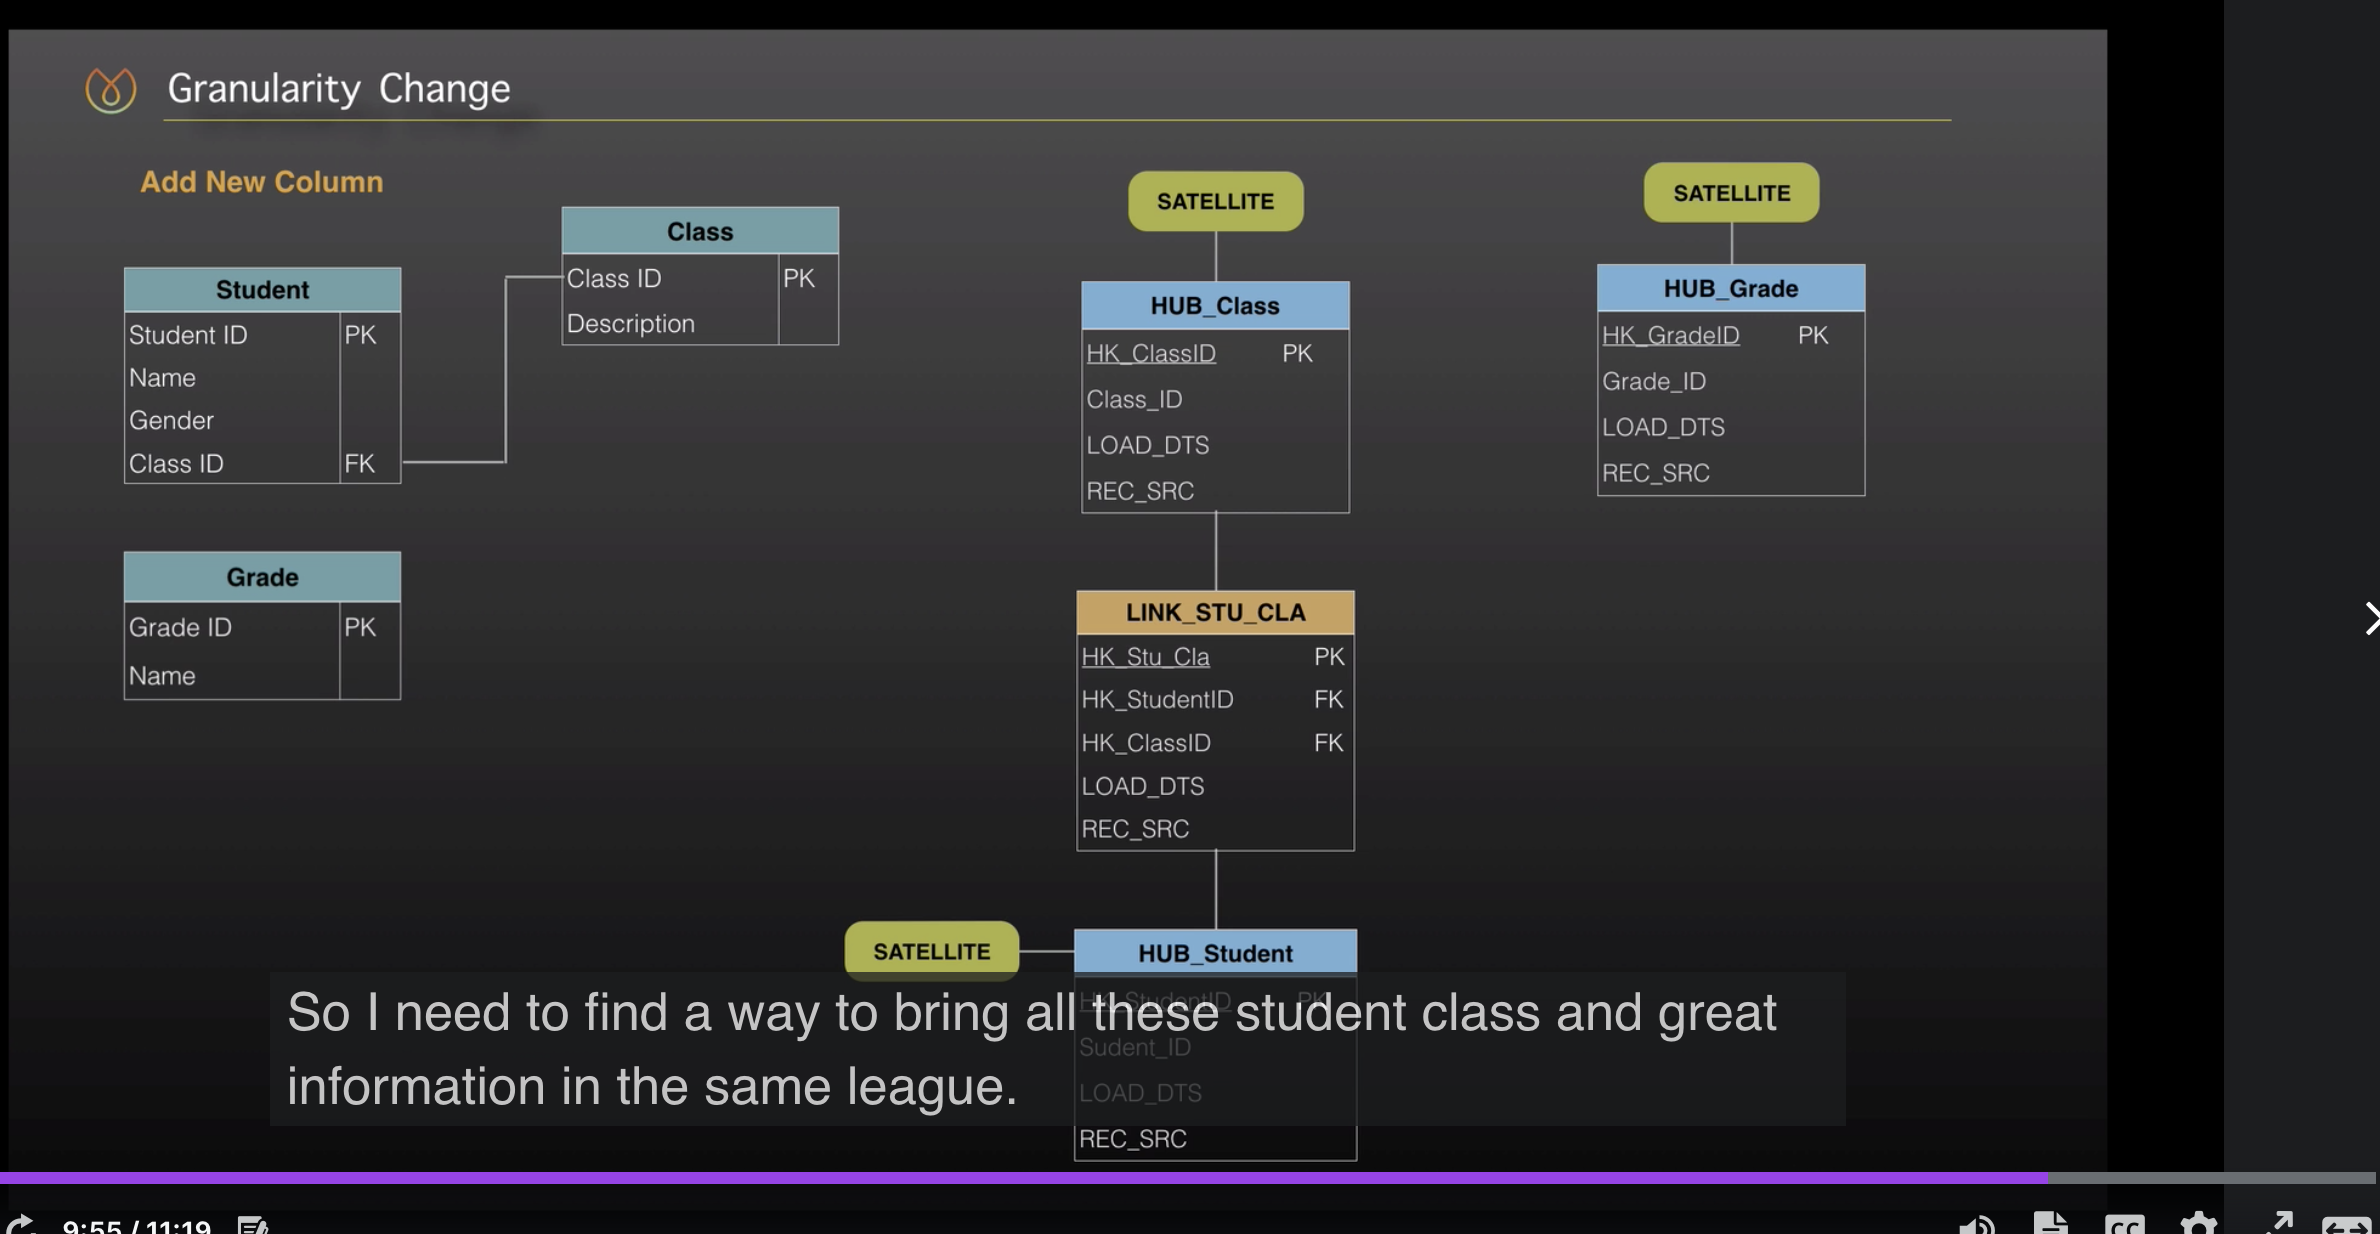 Granularity Change
Add New Column
Student
Student ID PK
Name
Gender
Class ID FK
Class
Class ID PK
Description
Grade
Grade ID PK
Name
SATELLITE
HUB_Class
HK_ClassID PK
Class_ID
LOAD_DTS
REC_SRC
SATELLITE
HUB_Grade
HK_GradeID PK
Grade_ID
LOAD_DTS
REC_SRC
LINK_STU_CLA
HK_Stu_Cla PK
HK_StudentID FK
HK_ClassID FK
LOAD_DTS
REC_SRC
SATELLITE
HUB_Student
HK_StudentID PK
Sudent_ID
LOAD_DTS
REC_SRC
So I need to find a way to bring all these student class and great
information in the same league.
9:55 / 11:19
CC